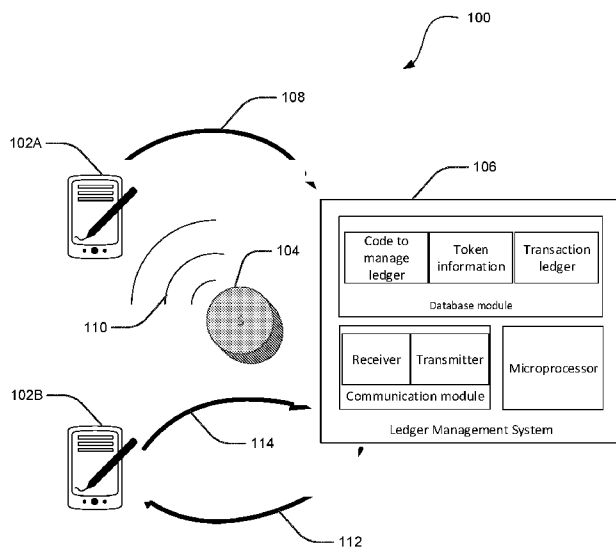 100
108
102A
106
104
Code to manage ledger
Token information
Transaction ledger
Database module
110
Receiver
Transmitter
Communication module
Microprocessor
102B
Ledger Management System
114
112